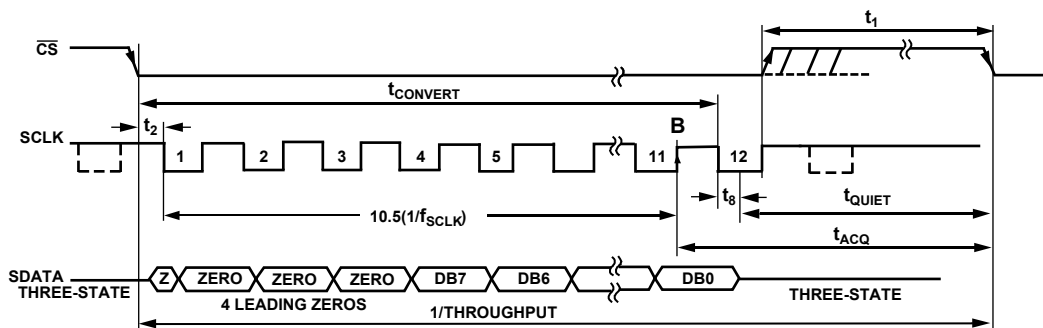 t1
CS
tCONVERT
t2
B
SCLK
1 2 3 4 5 11 12
t8
tQUIET
10.5(1/fSCLK)
tACQ
SDATA
Z ZERO ZERO ZERO DB7 DB6 DB0
THREE-STATE
THREE-STATE
4 LEADING ZEROS
1/THROUGHPUT